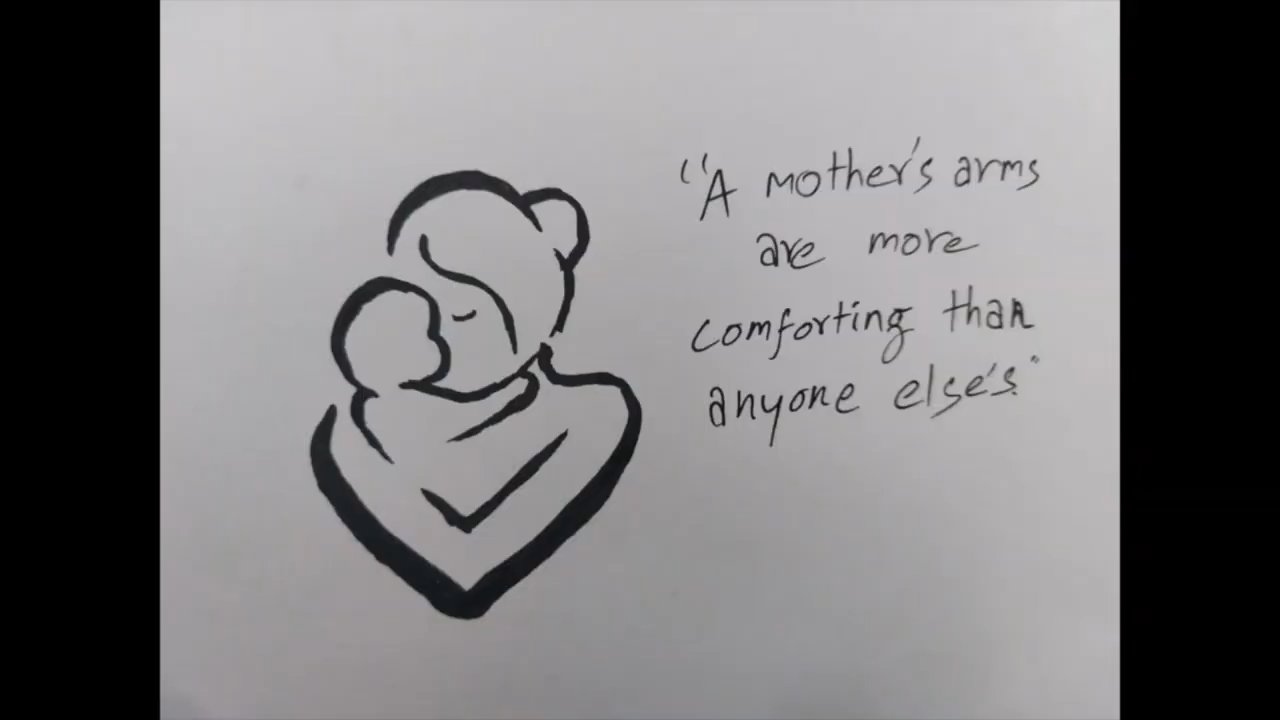 "A mother's arms
are more
comforting than
anyone else's."